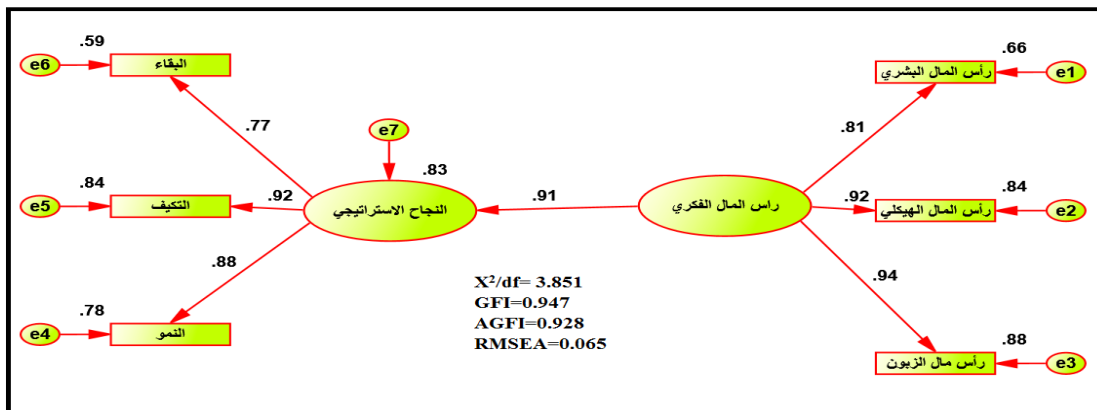 .59
e6
البقاء
.66
رأس المال البشري
e1
.77
e7
.81
.83
.84
e5
التكيف
.92
النجاح الاستراتيجي
.91
راس المال الفكري
.92
.84
رأس المال الهيكلي
e2
.88
.94
X²/df= 3.851
GFI=0.947
AGFI=0.928
RMSEA=0.065
.78
e4
النمو
.88
رأس مال الزبون
e3